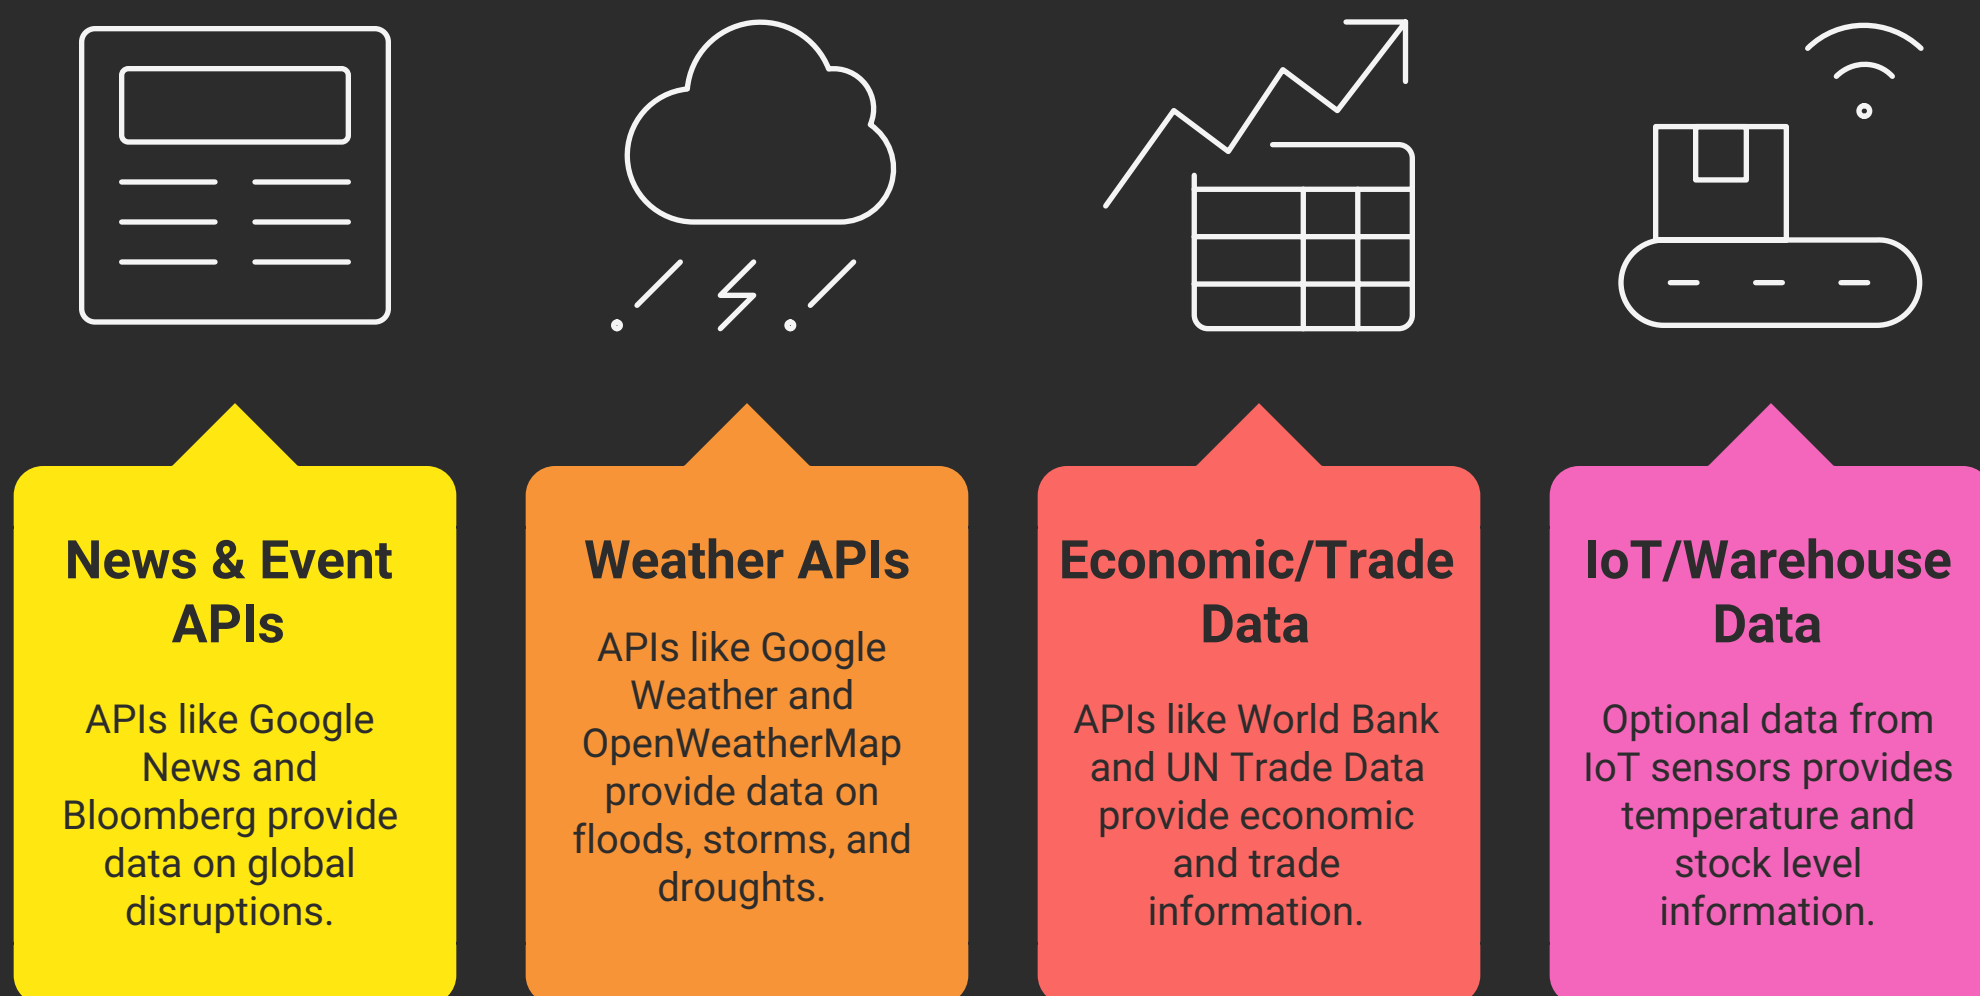 News & Event
APIs
APIs like Google
News and
Bloomberg provide
data on global
disruptions.
Weather APIs
APIs like Google
Weather and
OpenWeatherMap
provide data on
floods, storms, and
droughts.
Economic/Trade
Data
APIs like World Bank
and UN Trade Data
provide economic
and trade
information.
IoT/Warehouse
Data
Optional data from
IoT sensors provides
temperature and
stock level
information.